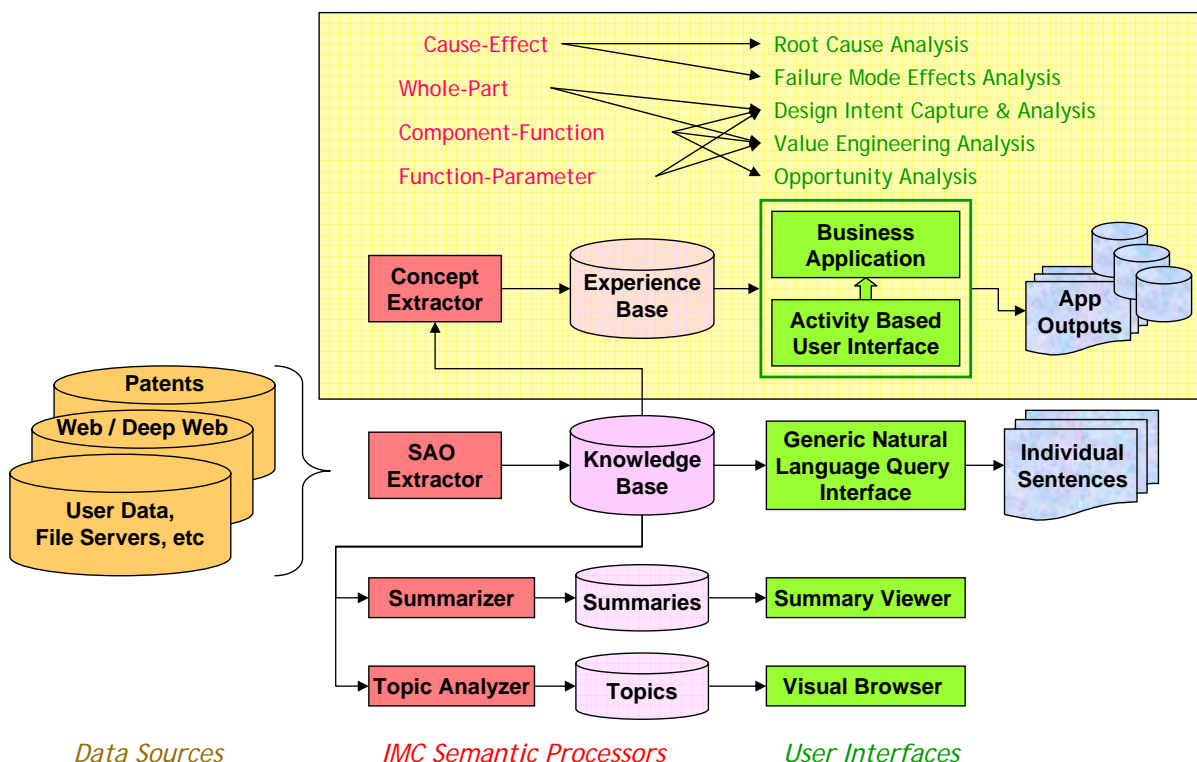 Cause-Effect
Whole-Part
Component-Function
Function-Parameter
Root Cause Analysis
Failure Mode Effects Analysis
Design Intent Capture & Analysis
Value Engineering Analysis
Opportunity Analysis
Concept
Extractor
Experience
Base
Business
Application
Activity Based
User Interface
App
Outputs
Patents
Web / Deep Web
User Data,
File Servers, etc
SAO
Extractor
Knowledge
Base
Generic Natural
Language Query
Interface
Individual
Sentences
Summarizer
Summaries
Summary Viewer
Topic Analyzer
Topics
Visual Browser
Data Sources
IMC Semantic Processors
User Interfaces